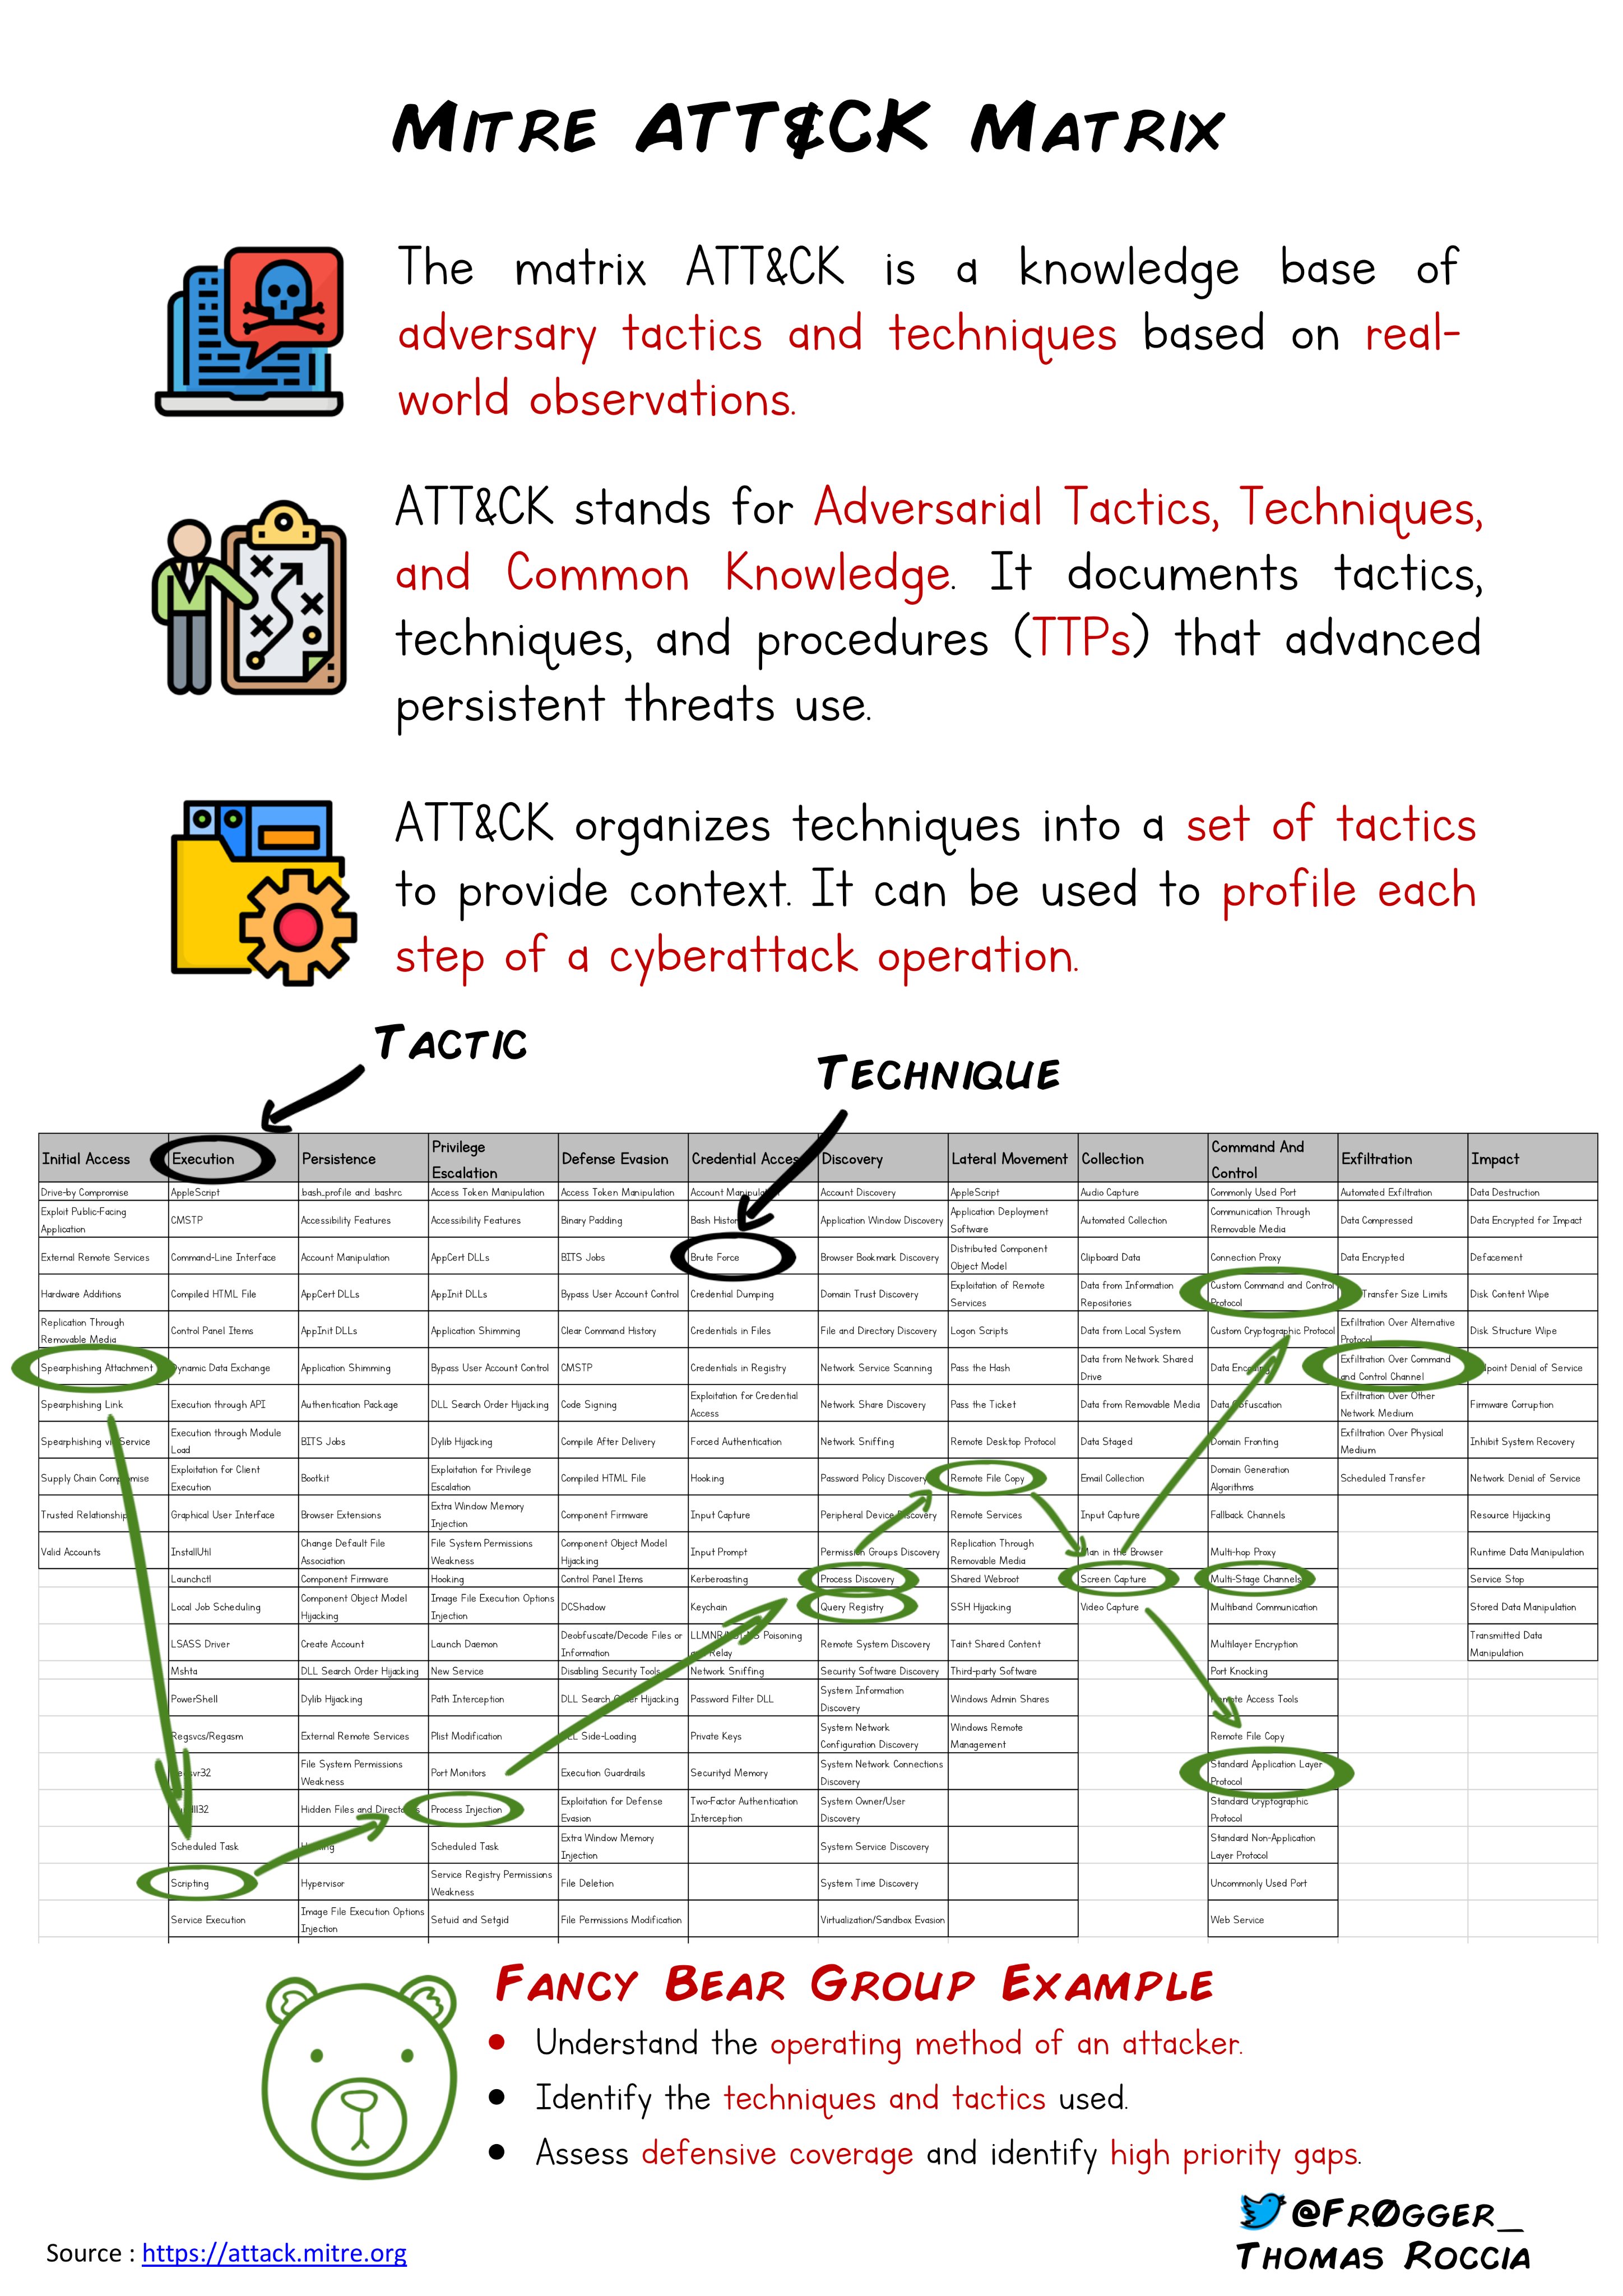 MITRE ATT&CK MATRIX
The matrix ATT&CK is a knowledge base of
adversary tactics and techniques based on real-
world observations.
ATT&CK stands for Adversarial Tactics, Techniques,
and Common Knowledge. It documents tactics,
techniques, and procedures (TTPs) that advanced
persistent threats use.
ATT&CK organizes techniques into a set of tactics
to provide context. It can be used to profile each
step of a cyberattack operation.
TACTIC
TECHNIQUE
Initial Access
Drive-by Compromise
Exploit Public-Facing
Application
External Remote Services
Hardware Additions
Replication Through
Removable Media
Spearphishing Attachment
Spearphishing Link
Spearphishing via Service
Supply Chain Compromise
Trusted Relationship
Valid Accounts
Execution
AppleScript
CMSTP
Command-Line Interface
Compiled HTML File
Control Panel Items
Dynamic Data Exchange
Execution through API
Execution through Module
Load
Exploitation for Client
Execution
Graphical User Interface
InstallUtil
Launchctl
Local Job Scheduling
LSASS Driver
Mshta
PowerShell
Regsvcs/Regasm
Regsvr32
Rundll32
Scheduled Task
Scripting
Service Execution
Persistence
.bash_profile and .bashrc
Accessibility Features
Account Manipulation
AppCert DLLs
AppInit DLLs
Application Shimming
Authentication Package
BITS Jobs
Bootkit
Browser Extensions
Change Default File
Association
Component Firmware
Component Object Model
Hijacking
Create Account
DLL Search Order Hijacking
Dylib Hijacking
External Remote Services
File System Permissions
Weakness
Hidden Files and Directories
Hooking
Hypervisor
Image File Execution Options
Injection
Privilege
Escalation
Access Token Manipulation
Accessibility Features
AppCert DLLs
AppInit DLLs
Application Shimming
Bypass User Account Control
DLL Search Order Hijacking
Dylib Hijacking
Exploitation for Privilege
Escalation
Extra Window Memory
Injection
File System Permissions
Weakness
Hooking
Image File Execution Options
Injection
Launch Daemon
New Service
Path Interception
Plist Modification
Port Monitors
Process Injection
Scheduled Task
Service Registry Permissions
Weakness
Setuid and Setgid
Defense Evasion
Access Token Manipulation
Binary Padding
BITS Jobs
Bypass User Account Control
Clear Command History
CMSTP
Code Signing
Compile After Delivery
Compiled HTML File
Component Firmware
Component Object Model
Hijacking
Control Panel Items
DCShadow
Deobfuscate/Decode Files or
Information
Disabling Security Tools
DLL Search Order Hijacking
DLL Side-Loading
Execution Guardrails
Exploitation for Defense
Evasion
Extra Window Memory
Injection
File Deletion
File Permissions Modification
Credential Access
Account Manipulation
Bash History
Brute Force
Credential Dumping
Credentials in Files
Credentials in Registry
Exploitation for Credential
Access
Forced Authentication
Hooking
Input Capture
Input Prompt
Kerberoasting
Keychain
LLMNR/NBT-NS Poisoning
and Relay
Network Sniffing
Password Filter DLL
Private Keys
Securityd Memory
Two-Factor Authentication
Interception
Discovery
Account Discovery
Application Window Discovery
Browser Bookmark Discovery
Domain Trust Discovery
File and Directory Discovery
Network Service Scanning
Network Share Discovery
Network Sniffing
Password Policy Discovery
Peripheral Device Discovery
Permission Groups Discovery
Process Discovery
Query Registry
Remote System Discovery
Security Software Discovery
System Information
Discovery
System Network
Configuration Discovery
System Network Connections
Discovery
System Owner/User
Discovery
System Service Discovery
System Time Discovery
Virtualization/Sandbox Evasion
Lateral Movement
AppleScript
Application Deployment
Software
Distributed Component
Object Model
Exploitation of Remote
Services
Logon Scripts
Pass the Hash
Pass the Ticket
Remote Desktop Protocol
Remote File Copy
Remote Services
Replication Through
Removable Media
Shared Webroot
SSH Hijacking
Taint Shared Content
Third-party Software
Windows Admin Shares
Windows Remote
Management
Collection
Audio Capture
Automated Collection
Clipboard Data
Data from Information
Repositories
Data from Local System
Data from Network Shared
Drive
Data from Removable Media
Data Staged
Email Collection
Input Capture
Man in the Browser
Screen Capture
Video Capture
Command And
Control
Commonly Used Port
Communication Through
Removable Media
Connection Proxy
Custom Command and Control
Protocol
Custom Cryptographic Protocol
Data Encoding
Data Obfuscation
Domain Fronting
Domain Generation
Algorithms
Fallback Channels
Multi-hop Proxy
Multi-Stage Channels
Multiband Communication
Multilayer Encryption
Port Knocking
Remote Access Tools
Remote File Copy
Standard Application Layer
Protocol
Standard Cryptographic
Protocol
Standard Non-Application
Layer Protocol
Uncommonly Used Port
Web Service
Exfiltration
Automated Exfiltration
Data Compressed
Data Encrypted
Transfer Size Limits
Exfiltration Over Alternative
Protocol
Exfiltration Over Command
and Control Channel
Exfiltration Over Other
Network Medium
Exfiltration Over Physical
Medium
Scheduled Transfer
Impact
Data Destruction
Data Encrypted for Impact
Defacement
Disk Content Wipe
Disk Structure Wipe
Endpoint Denial of Service
Firmware Corruption
Inhibit System Recovery
Network Denial of Service
Resource Hijacking
Runtime Data Manipulation
Service Stop
Stored Data Manipulation
Transmitted Data
Manipulation
FANCY BEAR GROUP EXAMPLE
• Understand the operating method of an attacker.
• Identify the techniques and tactics used.
• Assess defensive coverage and identify high priority gaps.
@FRØGGER_
THOMAS ROCCIA
Source : https://attack.mitre.org